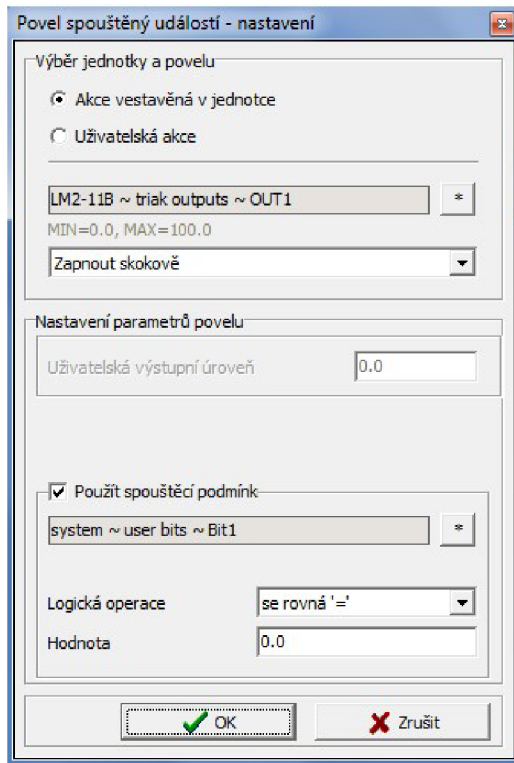 Povel spouštěný událostí - nastavení
Výběr jednotky a povelu
Akce vestavěná v jednotce
Uživatelská akce
LM2-11B ~ triak outputs ~ OUT1
*
MIN=0.0, MAX=100.0
Zapnout skokově
Nastavení parametrů povelu
Uživatelská výstupní úroveň
0.0
Použít spouštěcí podmínk
system ~ user bits ~ Bit1
*
Logická operace
se rovná '='
Hodnota
0.0
OK
Zrušit